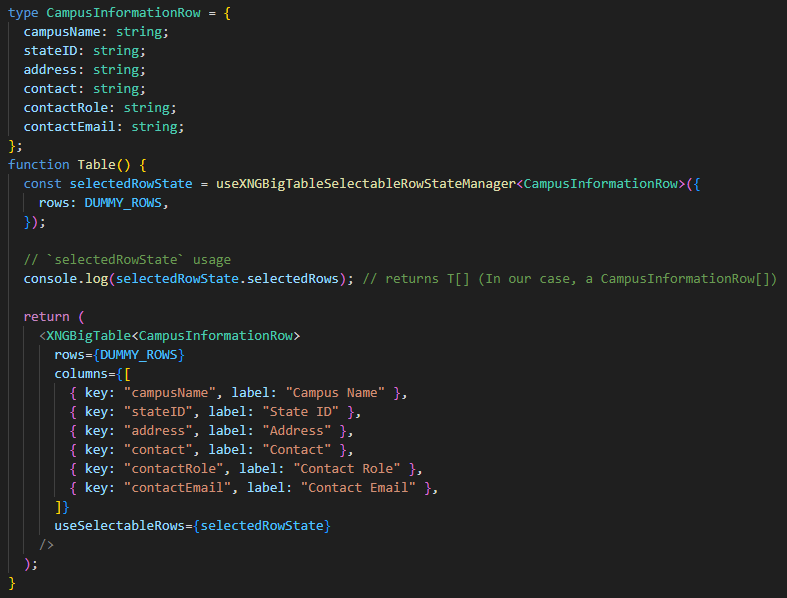 type CampusInformationRow = {
  campusName: string;
  stateID: string;
  address: string;
  contact: string;
  contactRole: string;
  contactEmail: string;
};
function Table() {
  const selectedRowState = useXNGBigTableSelectableRowStateManager<CampusInformationRow>({
    rows: DUMMY_ROWS,
  });

  // `selectedRowState` usage
  console.log(selectedRowState.selectedRows); // returns T[] (In our case, a CampusInformationRow[])

  return (
    <XNGBigTable<CampusInformationRow>
      rows={DUMMY_ROWS}
      columns={[
        { key: "campusName", label: "Campus Name" },
        { key: "stateID", label: "State ID" },
        { key: "address", label: "Address" },
        { key: "contact", label: "Contact" },
        { key: "contactRole", label: "Contact Role" },
        { key: "contactEmail", label: "Contact Email" },
      ]}
      useSelectableRows={selectedRowState}
    />
  );
}